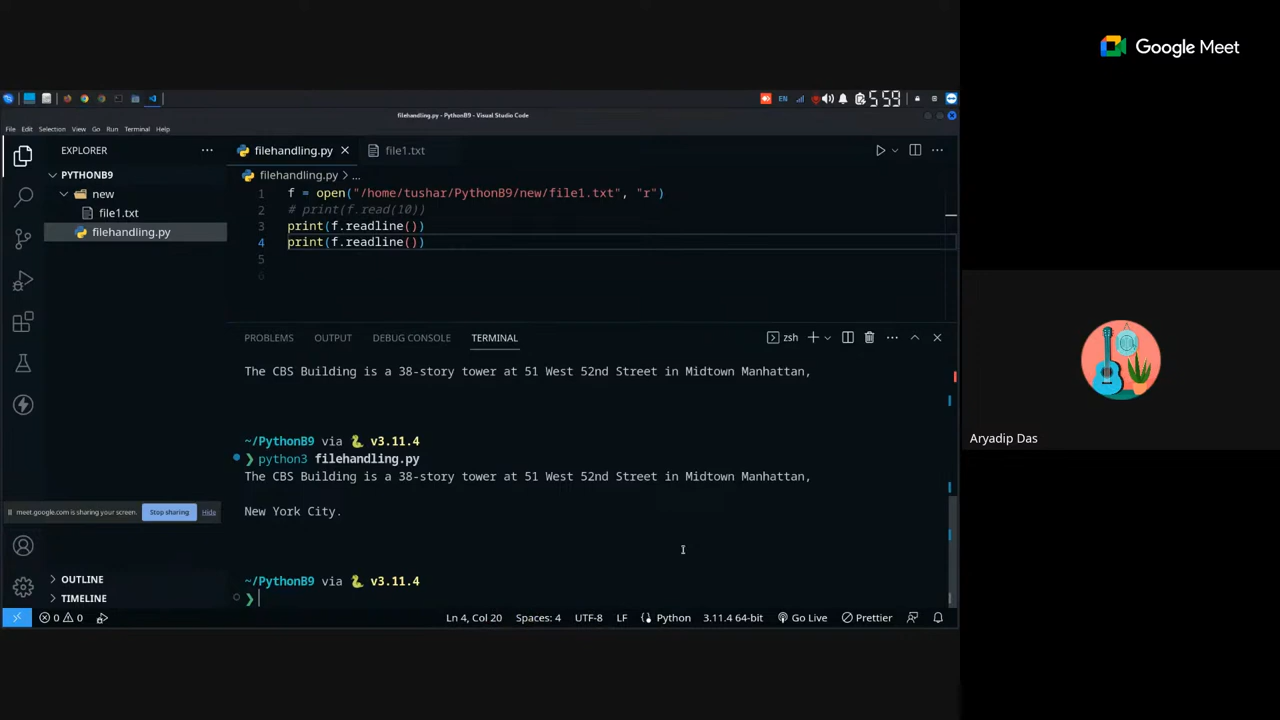 Google Meet
EN
5:59
filehandling.py - PythonB9 - Visual Studio Code
File Edit Selection View Go Run Terminal Help
EXPLORER
filehandling.py
file1.txt
PYTHONB9
new
file1.txt
filehandling.py
filehandling.py > ...
1 f = open("/home/tushar/PythonB9/new/file1.txt", "r")
2 # print(f.read(10))
3 print(f.readline())
4 print(f.readline())
5
6
PROBLEMS OUTPUT DEBUG CONSOLE TERMINAL
zsh
The CBS Building is a 38-story tower at 51 West 52nd Street in Midtown Manhattan,
~/PythonB9 via 🐍 v3.11.4
❯ python3 filehandling.py
The CBS Building is a 38-story tower at 51 West 52nd Street in Midtown Manhattan,
New York City.
~/PythonB9 via 🐍 v3.11.4
❯
meet.google.com is sharing your screen.
Stop sharing
Hide
OUTLINE
TIMELINE
0 0
Ln 4, Col 20
Spaces: 4
UTF-8
LF
Python
3.11.4 64-bit
Go Live
Prettier
Aryadip Das